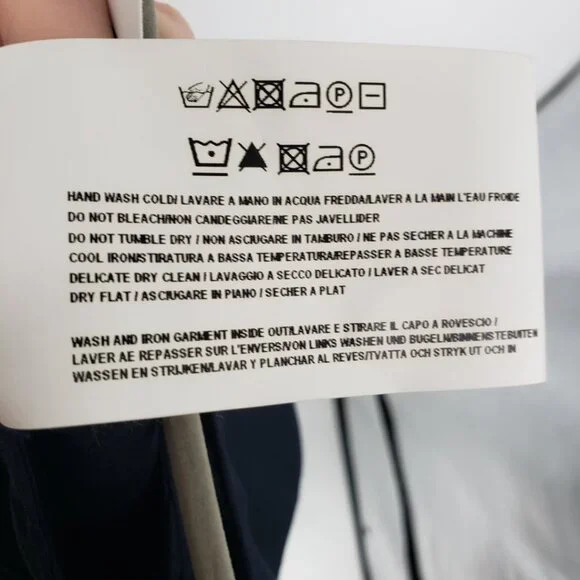 HAND WASH COLD/ LAVARE A MANO IN ACQUA FREDDA/LAVER A LA MAIN L'EAU FROIDE
DO NOT BLEACH/NON CANDEGGIARE/NE PAS JAVELLIDER
DO NOT TUMBLE DRY / NON ASCIUGARE IN TAMBURO / NE PAS SECHER A LA MACHINE
COOL IRON/STIRATURA A BASSA TEMPERATURA/REPASSER A BASSE TEMPERATURE
DELICATE DRY CLEAN / LAVAGGIO A SECCO DELICATO / LAVER A SEC DELICAT
DRY FLAT / ASCIUGARE IN PIANO / SECHER A PLAT
WASH AND IRON GARMENT INSIDE OUT/LAVARE E STIRARE IL CAPO A ROVESCIO /
LAVER AE REPASSER SUR L'ENVERS/VON LINKS WASHEN UND BUGELN/BINNENSTEBUITEN
WASSEN EN STRIJKEN/LAVAR Y PLANCHAR AL REVES/TVATTA OCH STRYK UT OCH IN